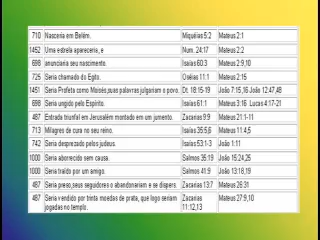 710 Nasceria em Belém. Miquéias 5:2 Mateus 2:1
1452 Uma estrela apareceria, e Num. 24:17 Mateus 2:2
698 anunciaria seu nascimento. Isaías 60:3 Mateus 2:9,10
725 Seria chamado do Egito. Oséias 11:1 Mateus 2:15
1451 Seria Profeta como Moisés,suas palavras julgariam o povo. Dt. 18:15-19 João 7:15,16 João 12:47,48
698 Seria ungido pelo Espírito. Isaías 61:1 Mateus 3:16 Lucas 4:17-21
487 Entrada triunfal em Jerusalém montado em um jumento. Zacarias 9:9 Mateus 21:1-11
713 Milagres de cura no seu reino. Isaías 35:5,6 Mateus 11:4,5
742 Seria desprezado pelos judeus. Isaías 53:1-3 João 1:11
1000 Seria aborrecido sem causa. Salmos 35:19 João 15:24,25
1000 Seria traído por um amigo. Salmos 41:9 João 13:18,19
487 Seria preso,seus seguidores o abandonariam e se dispers. Zacarias 13:7 Mateus 26:31
487 Seria vendido por trinta moedas de prata, que logo seriam jogadas no templo. Zacarias 11:12,13 Mateus 27:9,10